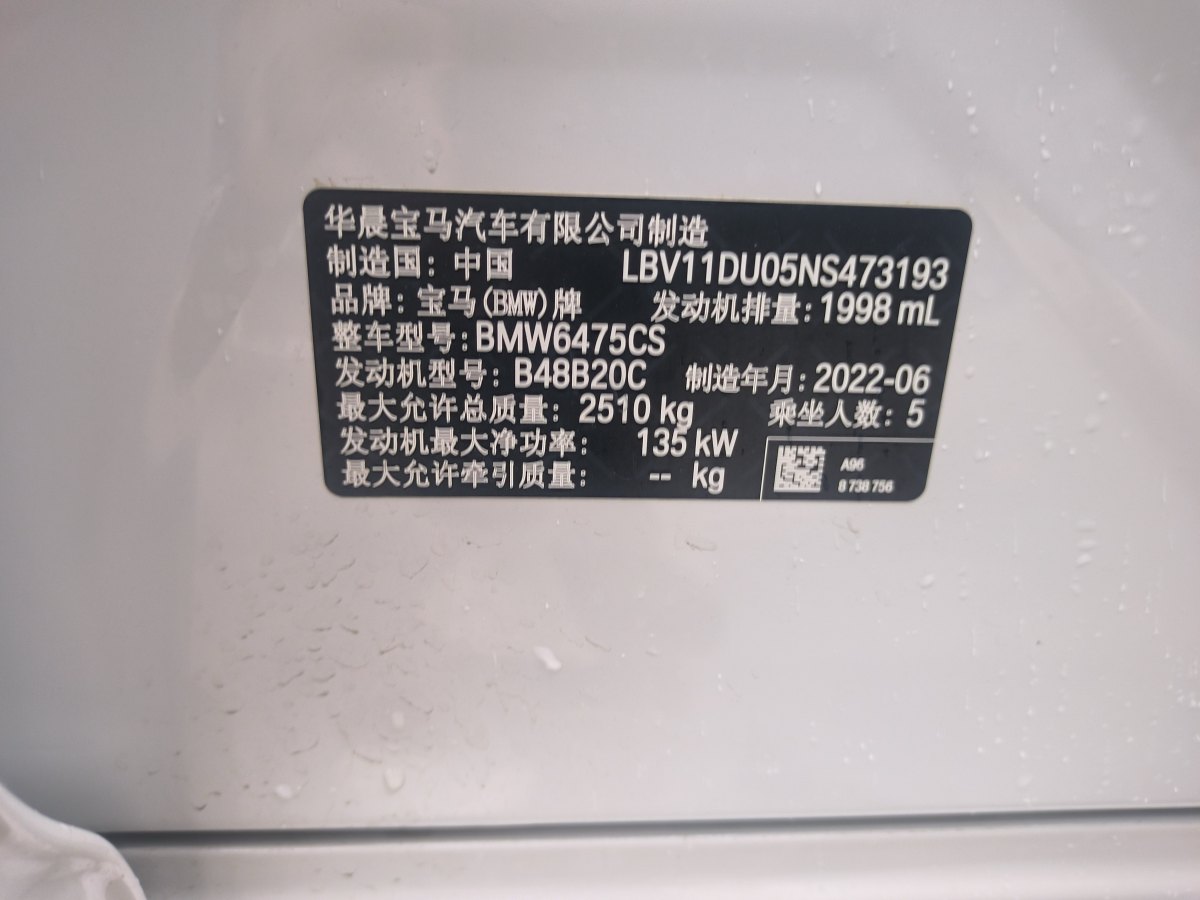 华晨宝马汽车有限公司制造
制造国：中国 LBV11DU05NS473193
品牌：宝马(BMW)牌 发动机排量：1998 mL
整车型号：BMW6475CS
发动机型号：B48B20C 制造年月：2022-06
最大允许总质量：2510 kg 乘坐人数：5
发动机最大净功率： 135 kW
最大允许牵引质量： -- kg
A96
8 738 756